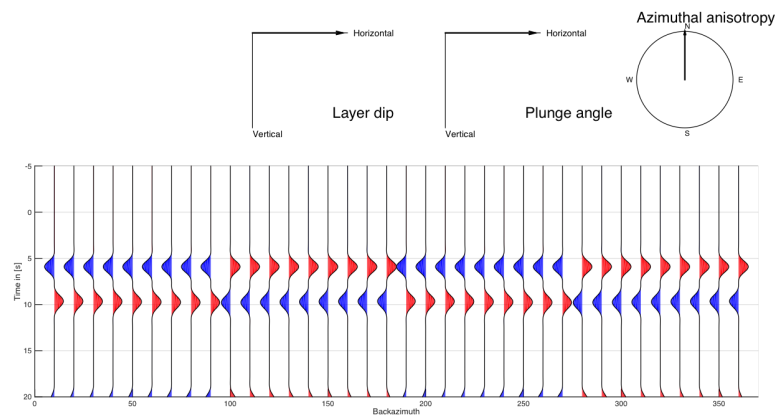 Azimuthal anisotropy
N
Horizontal
Horizontal
W
E
Layer dip
Plunge angle
Vertical
Vertical
S
-5
0
5
10
15
20
Time in [s]
0
50
100
150
200
250
300
350
Backazimuth